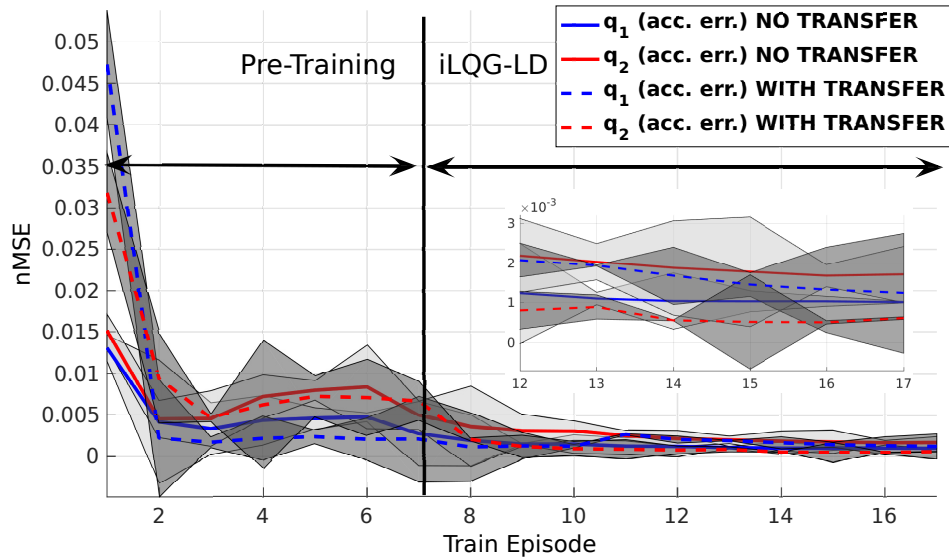 q1 (acc. err.) NO TRANSFER
q2 (acc. err.) NO TRANSFER
q1 (acc. err.) WITH TRANSFER
q2 (acc. err.) WITH TRANSFER
Pre-Training
iLQG-LD
0.05
0.045
0.04
0.035
0.03
0.025
0.02
0.015
0.01
0.005
0
nMSE
×10-3
3
2
1
0
12 13 14 15 16 17
2 4 6 8 10 12 14 16
Train Episode